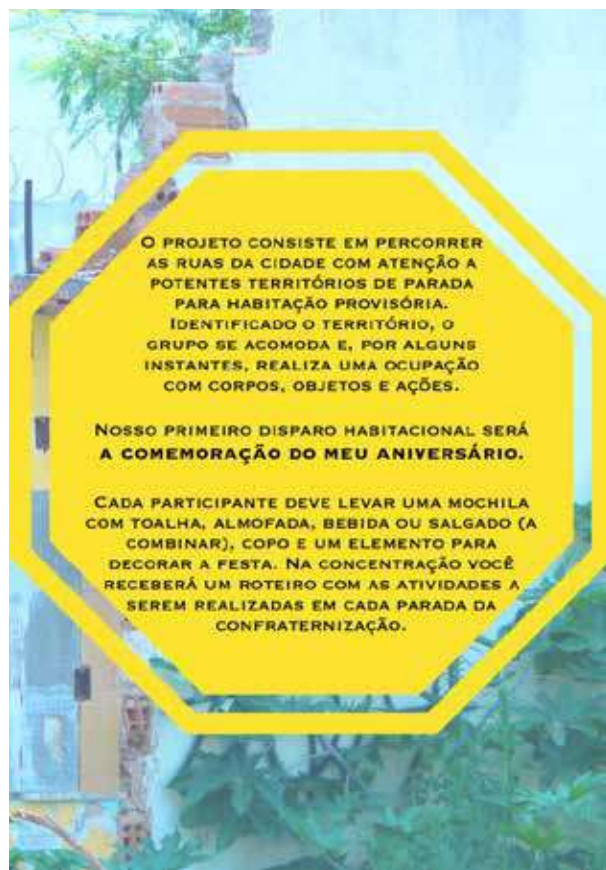 O PROJETO CONSISTE EM PERCORRER
AS RUAS DA CIDADE COM ATENÇÃO A
POTENTES TERRITÓRIOS DE PARADA
PARA HABITAÇÃO PROVISÓRIA.
IDENTIFICADO O TERRITÓRIO, O
GRUPO SE ACOMODA E, POR ALGUNS
INSTANTES, REALIZA UMA OCUPAÇÃO
COM CORPOS, OBJETOS E AÇÕES.
NOSSO PRIMEIRO DISPARO HABITACIONAL SERÁ
A COMEMORAÇÃO DO MEU ANIVERSÁRIO.
CADA PARTICIPANTE DEVE LEVAR UMA MOCHILA
COM TOALHA, ALMOFADA, BEBIDA OU SALGADO (A
COMBINAR), COPO E UM ELEMENTO PARA
DECORAR A FESTA. NA CONCENTRAÇÃO VOCÊ
RECEBERÁ UM ROTEIRO COM AS ATIVIDADES A
SEREM REALIZADAS EM CADA PARADA DA
CONFRATERNIZAÇÃO.